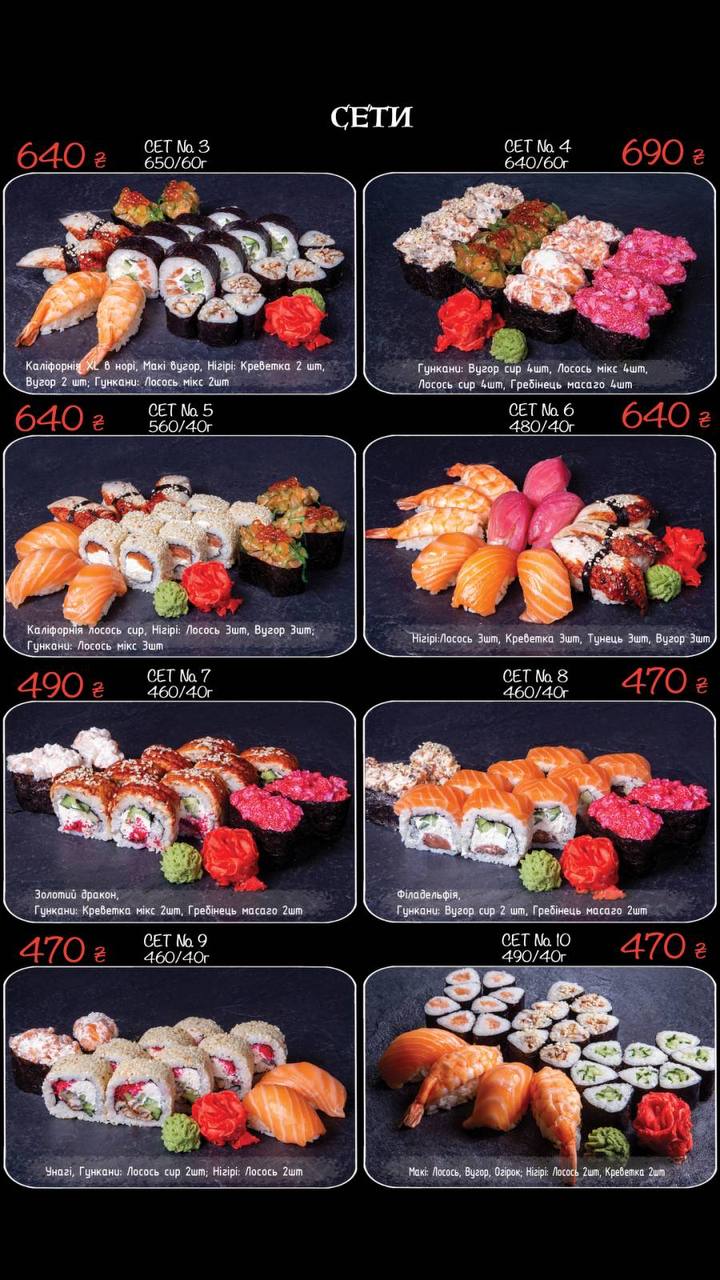 СЕТИ
640 ₴
СЕТ № 3
650/60г
СЕТ № 4
640/60г
690 ₴
Каліфорнія XL в норі, Макі вугор, Нігірі: Креветка 2 шт,
Вугор 2 шт; Гункани: Лосось мікс 2шт
Гункани: Вугор сир 4шт, Лосось мікс 4шт,
Лосось сир 4шт, Гребінець масаго 4шт
640 ₴
СЕТ № 5
560/40г
СЕТ № 6
480/40г
640 ₴
Каліфорнія лосось сир, Нігірі: Лосось 3шт, Вугор 3шт;
Гункани: Лосось мікс 3шт
Нігірі:Лосось 3шт, Креветка 3шт, Тунець 3шт, Вугор 3шт
490 ₴
СЕТ № 7
460/40г
СЕТ № 8
460/40г
470 ₴
Золотий дракон,
Гункани: Креветка мікс 2шт, Гребінець масаго 2шт
Філадельфія,
Гункани: Вугор сир 2 шт, Гребінець масаго 2шт
470 ₴
СЕТ № 9
460/40г
СЕТ № 10
490/40г
470 ₴
Унагі, Гункани: Лосось сир 2шт; Нігірі: Лосось 2шт
Макі: Лосось, Вугор, Огірок; Нігірі: Лосось 2шт, Креветка 2шт